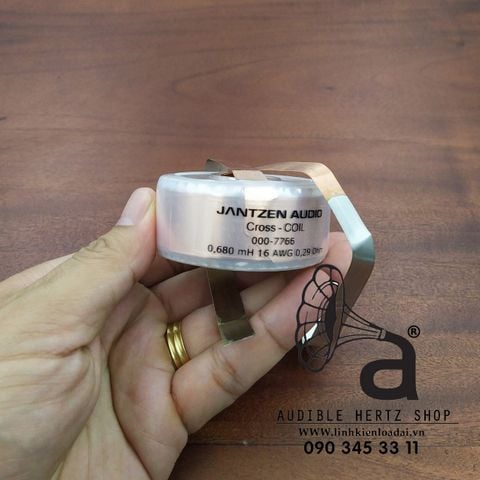 JANTZEN AUDIO
Cross - COIL
000-7766
0,680 mH 16 AWG 0,29 Ohm
a®
AUDIBLE HERTZ SHOP
www.linhkienloadai.vn
090 345 33 11